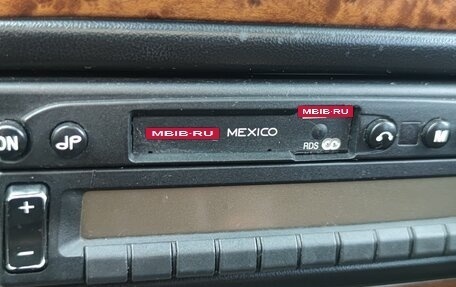 MBIB-RU
MBIB-RU MEXICO
ON dP RDS M
+
−